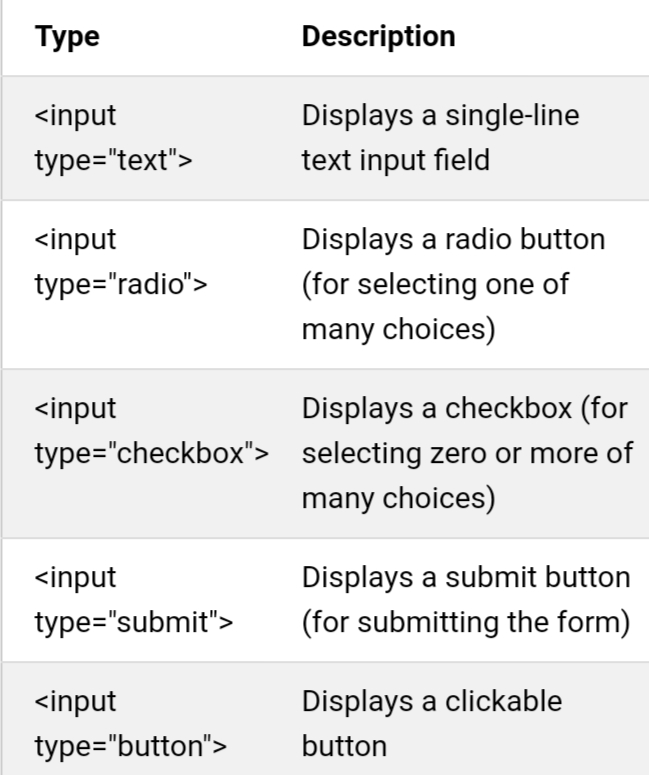 Type Description
<input Displays a single-line
type="text"> text input field
<input Displays a radio button
type="radio"> (for selecting one of
many choices)
<input Displays a checkbox (for
type="checkbox"> selecting zero or more of
many choices)
<input Displays a submit button
type="submit"> (for submitting the form)
<input Displays a clickable
type="button"> button